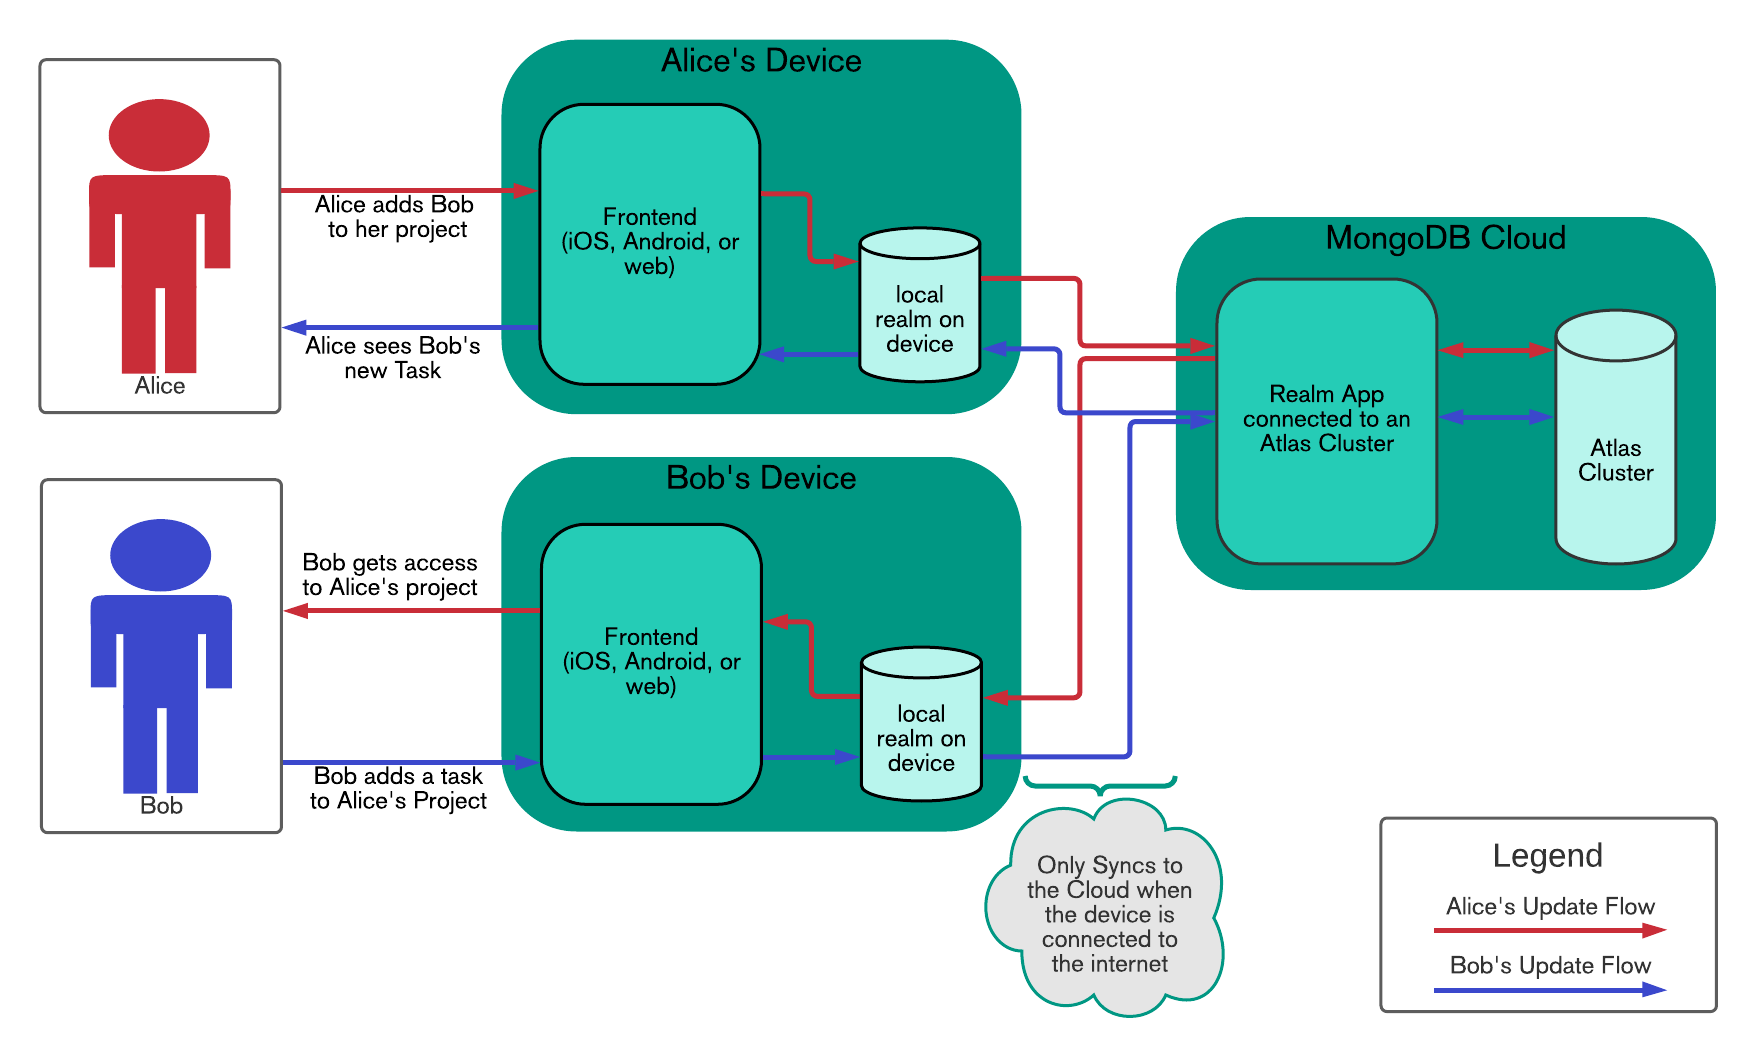 Alice's Device
Alice adds Bob
to her project
Frontend
(iOS, Android, or
web)
local
realm on
device
Alice sees Bob's
new Task
Alice
MongoDB Cloud
Realm App
connected to an
Atlas Cluster
Atlas
Cluster
Bob's Device
Bob gets access
to Alice's project
Frontend
(iOS, Android, or
web)
local
realm on
device
Bob adds a task
to Alice's Project
Bob
Only Syncs to
the Cloud when
the device is
connected to
the internet
Legend
Alice's Update Flow
Bob's Update Flow